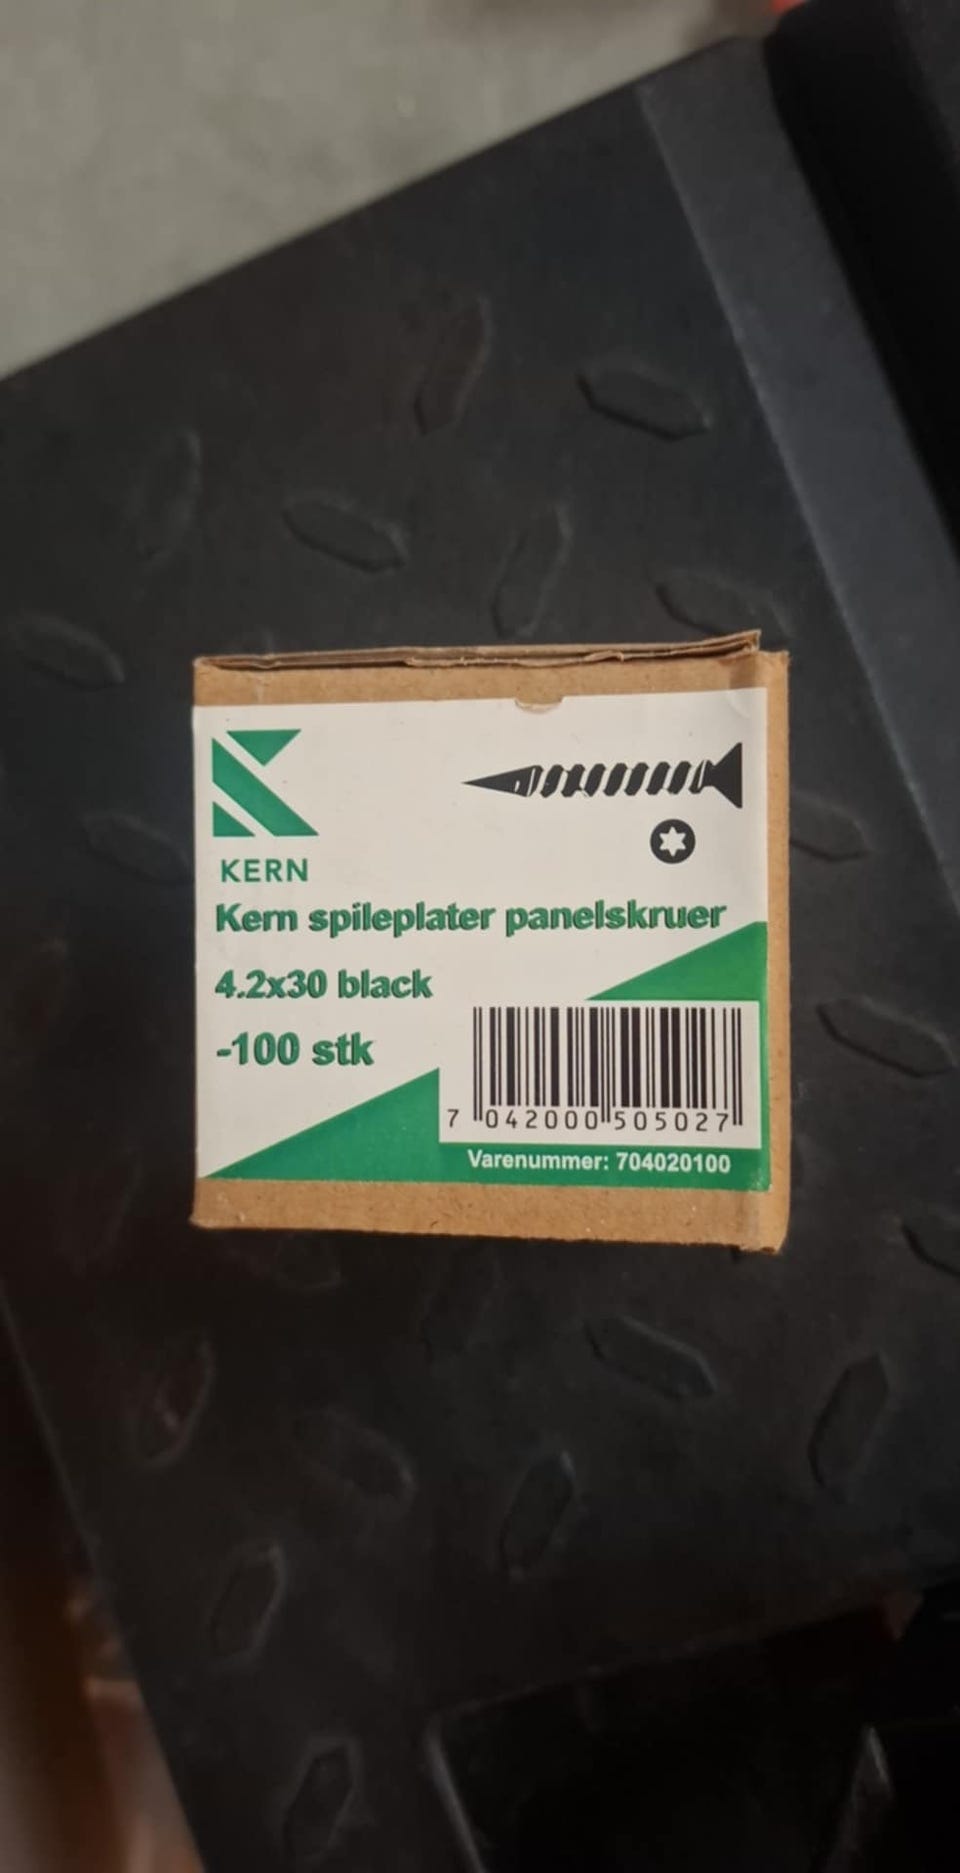 KERN
Kern spileplater panelskruer
4.2x30 black
-100 stk
7 042000 505027
Varenummer: 704020100